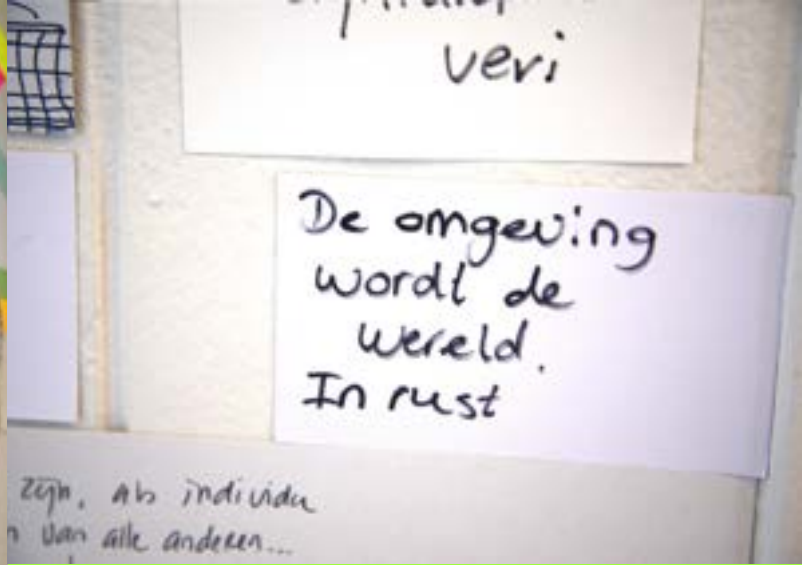 veri
De omgeving
wordt de
wereld.
In rust
zijn, als individu
van alle anderen...